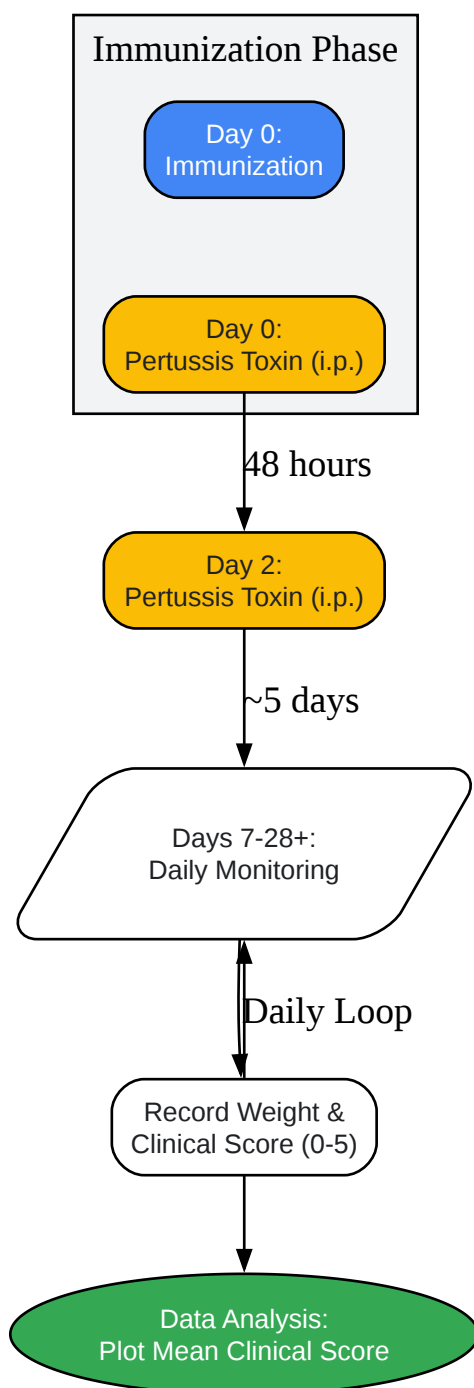 Immunization Phase
Day 0:
Immunization
Day 0:
Pertussis Toxin (i.p.)
48 hours
Day 2:
Pertussis Toxin (i.p.)
~5 days
Days 7-28+:
Daily Monitoring
Daily Loop
Record Weight &
Clinical Score (0-5)
Data Analysis:
Plot Mean Clinical Score